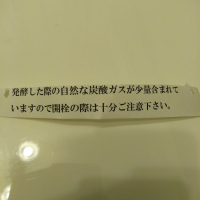 発酵した際の自然な炭酸ガスが少量含まれて
いますので開栓の際は十分ご注意下さい。